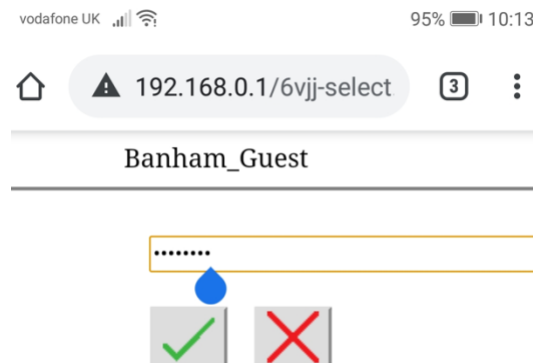 vodafone UK 95% 10:13
3
192.168.0.1/6vjj-select
Banham_Guest
••••••••